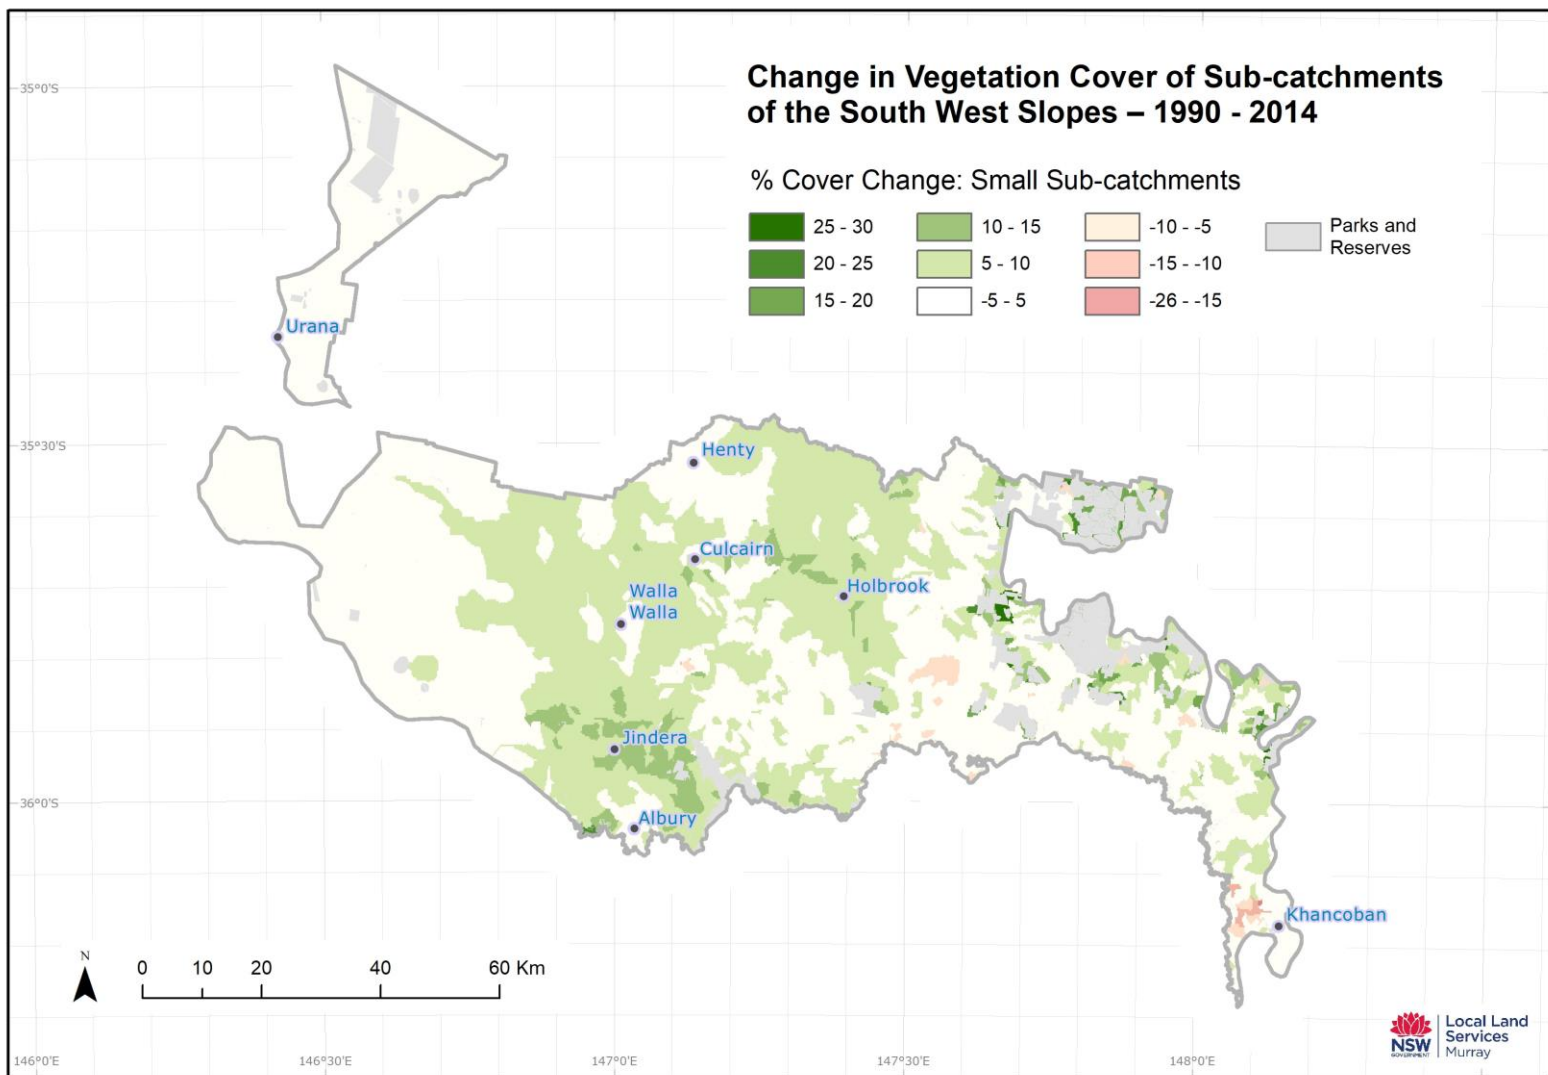 Change in Vegetation Cover of Sub-catchments
of the South West Slopes – 1990 - 2014
% Cover Change: Small Sub-catchments
25 - 30
10 - 15
-10 - -5
Parks and
Reserves
20 - 25
5 - 10
-15 - -10
15 - 20
-5 - 5
-26 - -15
35°0'S
Urana
35°30'S
Henty
Culcairn
Walla
Walla
Holbrook
Jindera
36°0'S
Albury
Khancoban
N
0 10 20 40 60 Km
NSW
GOVERNMENT
Local Land
Services
Murray
146°0'E 146°30'E 147°0'E 147°30'E 148°0'E